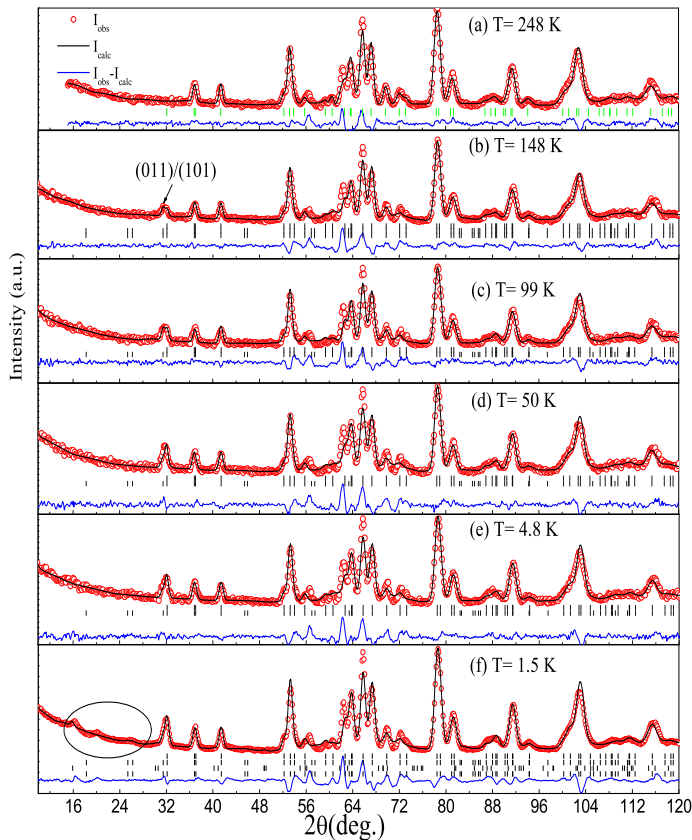 I_obs
I_calc
I_obs-I_calc
(a) T= 248 K
(b) T= 148 K
(011)/(101)
(c) T= 99 K
(d) T= 50 K
(e) T= 4.8 K
(f) T= 1.5 K
Intensity (a.u.)
16 24 32 40 48 56 64 72 80 88 96 104 112 120
2θ(deg.)